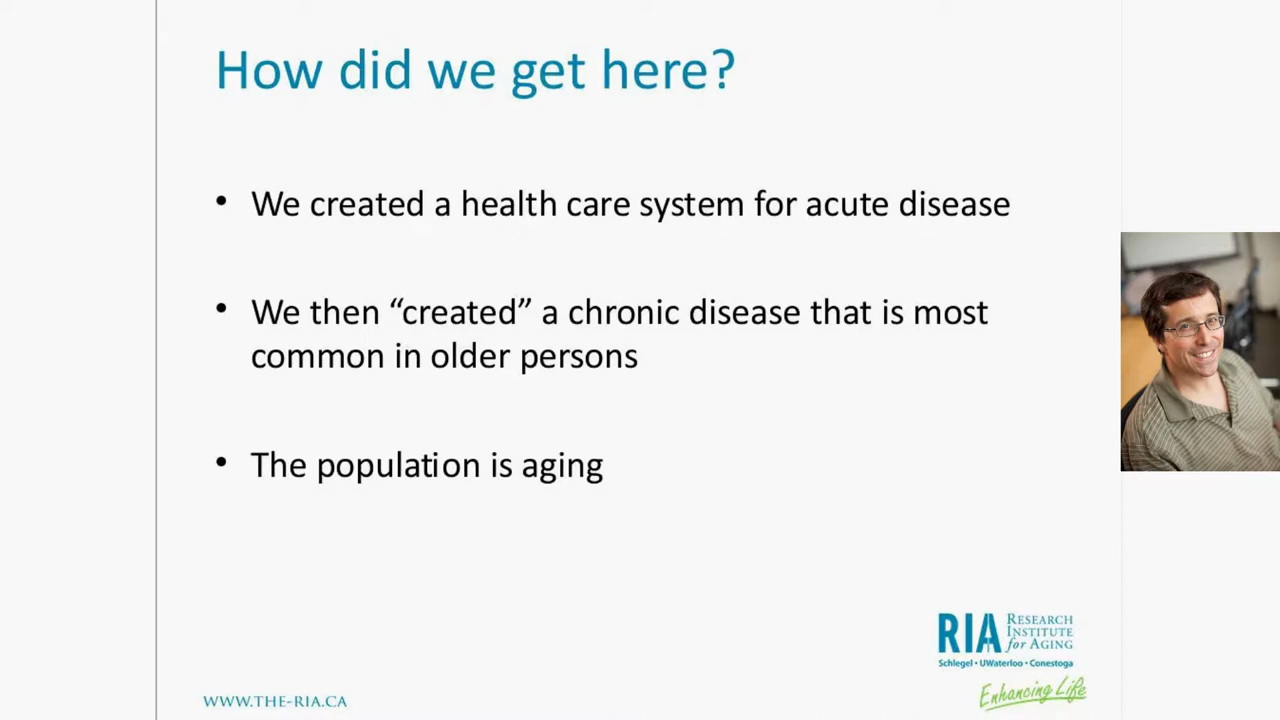 How did we get here?
• We created a health care system for acute disease
• We then “created” a chronic disease that is most
common in older persons
• The population is aging
RIA RESEARCH
INSTITUTE
for AGING
Schlegel • UWaterloo • Conestoga
Enhancing Life
WWW.THE-RIA.CA